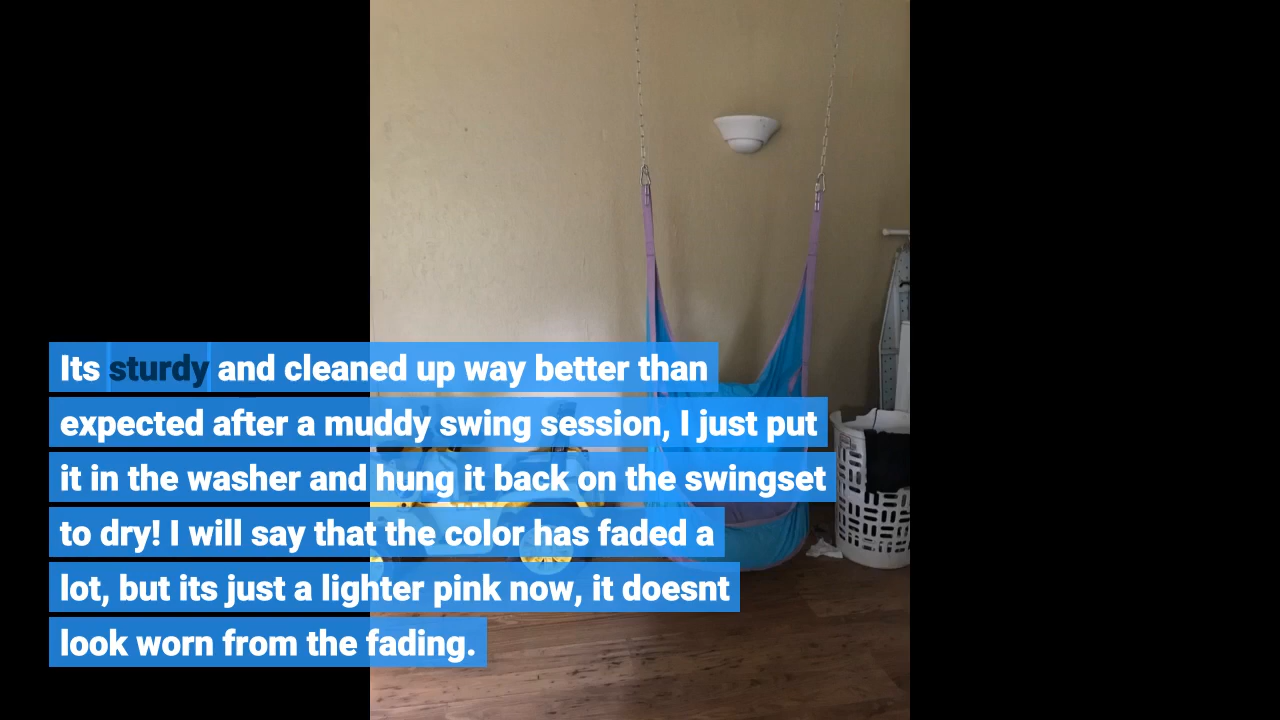 Its sturdy and cleaned up way better than
expected after a muddy swing session, I just put
it in the washer and hung it back on the swingset
to dry! I will say that the color has faded a
lot, but its just a lighter pink now, it doesnt
look worn from the fading.